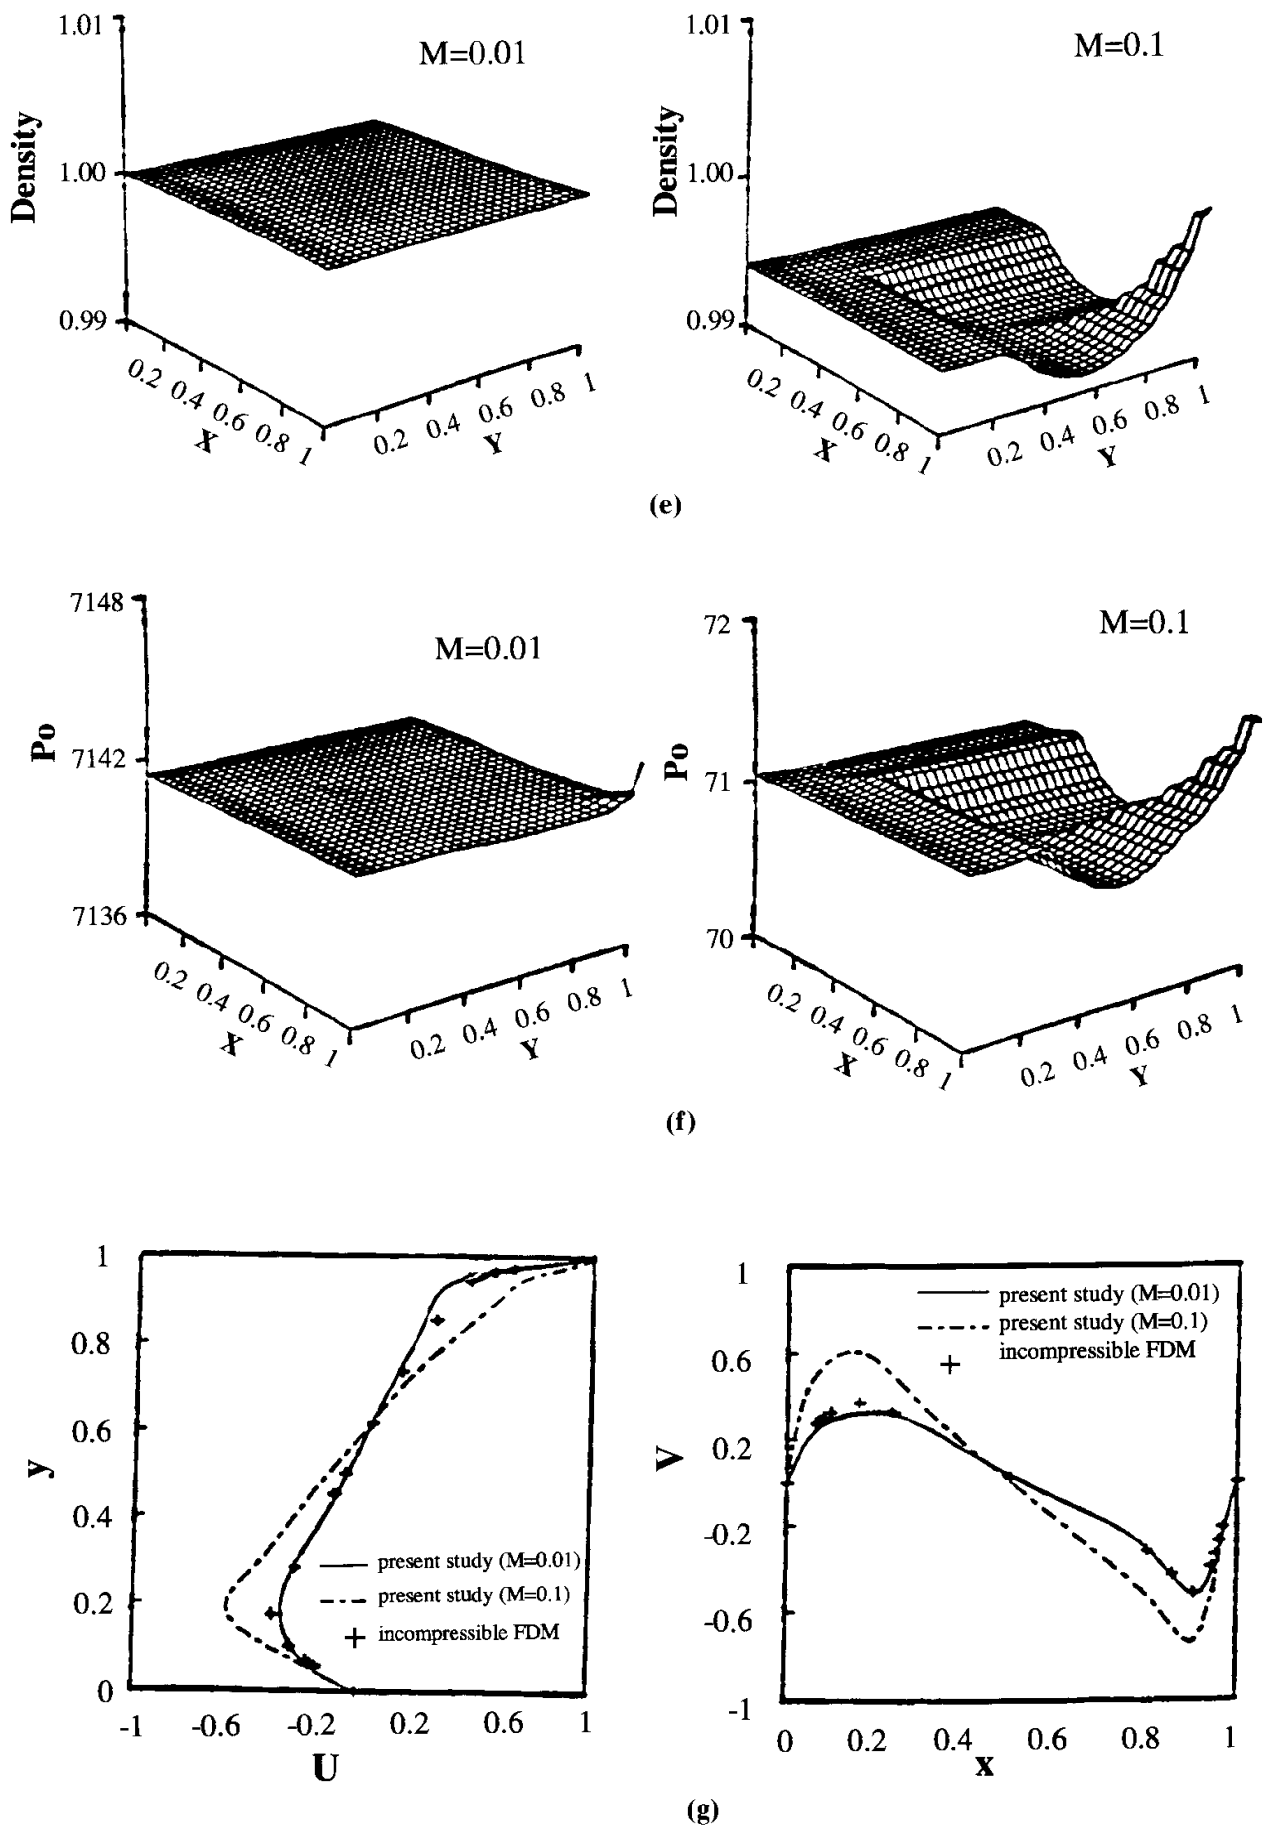 1.01
M=0.01
Density
1.00
0.99
0.2 0.4 0.6 0.8 1
X
0.2 0.4 0.6 0.8 1
Y
1.01
M=0.1
Density
1.00
0.99
0.2 0.4 0.6 0.8 1
X
0.2 0.4 0.6 0.8 1
Y
(e)
7148
M=0.01
Po
7142
7136
0.2 0.4 0.6 0.8 1
X
0.2 0.4 0.6 0.8 1
Y
72
M=0.1
Po
71
70
0.2 0.4 0.6 0.8 1
X
0.2 0.4 0.6 0.8 1
Y
(f)
1
0.8
0.6
y
0.4
0.2
0
present study (M=0.01)
present study (M=0.1)
incompressible FDM
-1 -0.6 -0.2 0.2 0.6 1
U
1
0.6
0.2
V
-0.2
-0.6
-1
present study (M=0.01)
present study (M=0.1)
incompressible FDM
0 0.2 0.4 0.6 0.8 1
x
(g)